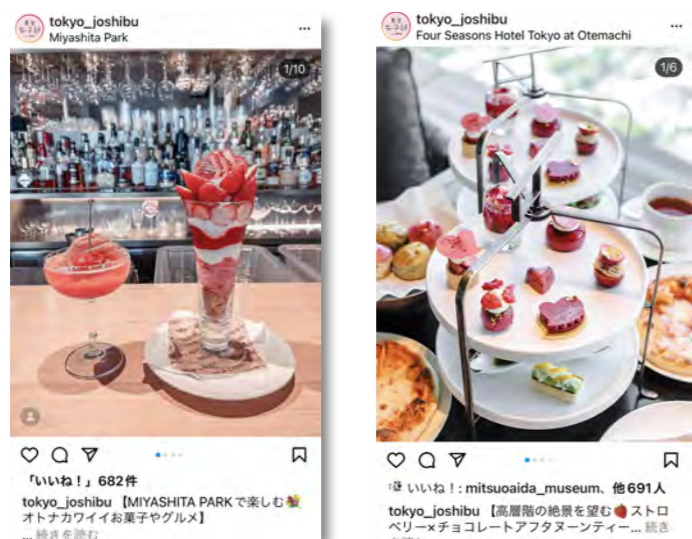 tokyo_joshibu
Miyashita Park
1/10
「いいね！」682件
tokyo_joshibu 【MIYASHITA PARKで楽しむ💐
オトナカワイイお菓子やグルメ】
... 続きを読む
tokyo_joshibu
Four Seasons Hotel Tokyo at Otemachi
1/6
いいね！: mitsuoaida_museum、他691人
tokyo_joshibu 【高層階の絶景を望む🍓ストロ
ベリー×チョコレートアフタヌーンティー... 続き